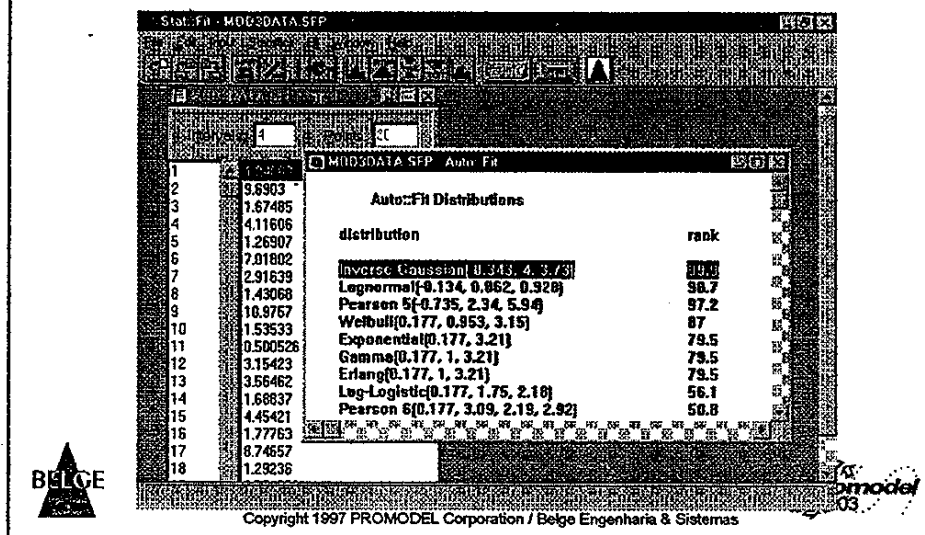 Stat::Fit - MOD3DATA.SFP
4
MOD3DATA.SFP Auto::Fit
Auto::Fit Distributions
distribution rank
Inverse Gaussian(
Lognormal(-0.134, 0.862, 0.928) 98.7
Pearson 5(-0.735, 2.34, 5.94) 97.2
Weibull(0.177, 0.953, 3.15) 87
Exponential(0.177, 3.21) 79.5
Gamma(0.177, 1, 3.21) 79.5
Erlang(0.177, 1, 3.21) 79.5
Log-Logistic(0.177, 1.75, 2.18) 56.1
Pearson 6(0.177, 3.09, 2.19, 2.92) 50.8
1
2 9.6903
3 1.67485
4 4.11606
5 1.26907
6 7.01802
7 2.91639
8 1.43068
9 10.9767
10 1.53533
11 0.500526
12 3.15423
13 3.56462
14 1.68837
15 4.45421
16 1.77763
17 8.74657
18 1.29236
BELGE
Copyright 1997 PROMODEL Corporation / Belge Engenharia & Sistemas